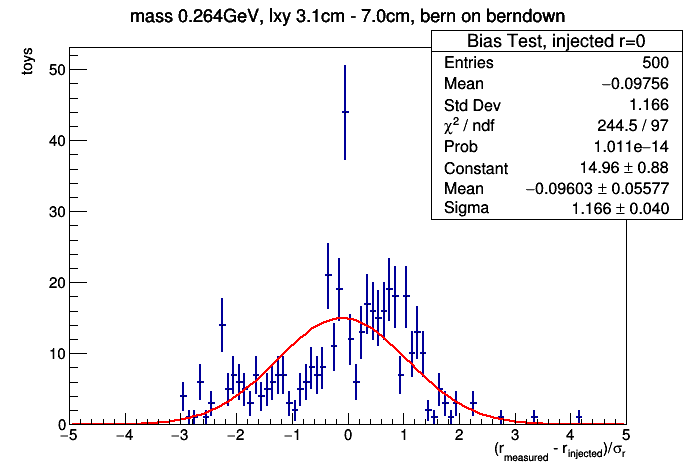 mass 0.264GeV, lxy 3.1cm - 7.0cm, bern on berndown
Bias Test, injected r=0
Entries 500
Mean −0.09756
Std Dev 1.166
χ² / ndf 244.5 / 97
Prob 1.011e−14
Constant 14.96 ± 0.88
Mean −0.09603 ± 0.05577
Sigma 1.166 ± 0.040
toys
50
40
30
20
10
0
−5 −4 −3 −2 −1 0 1 2 3 4 5
(r_measured - r_injected)/σ_r